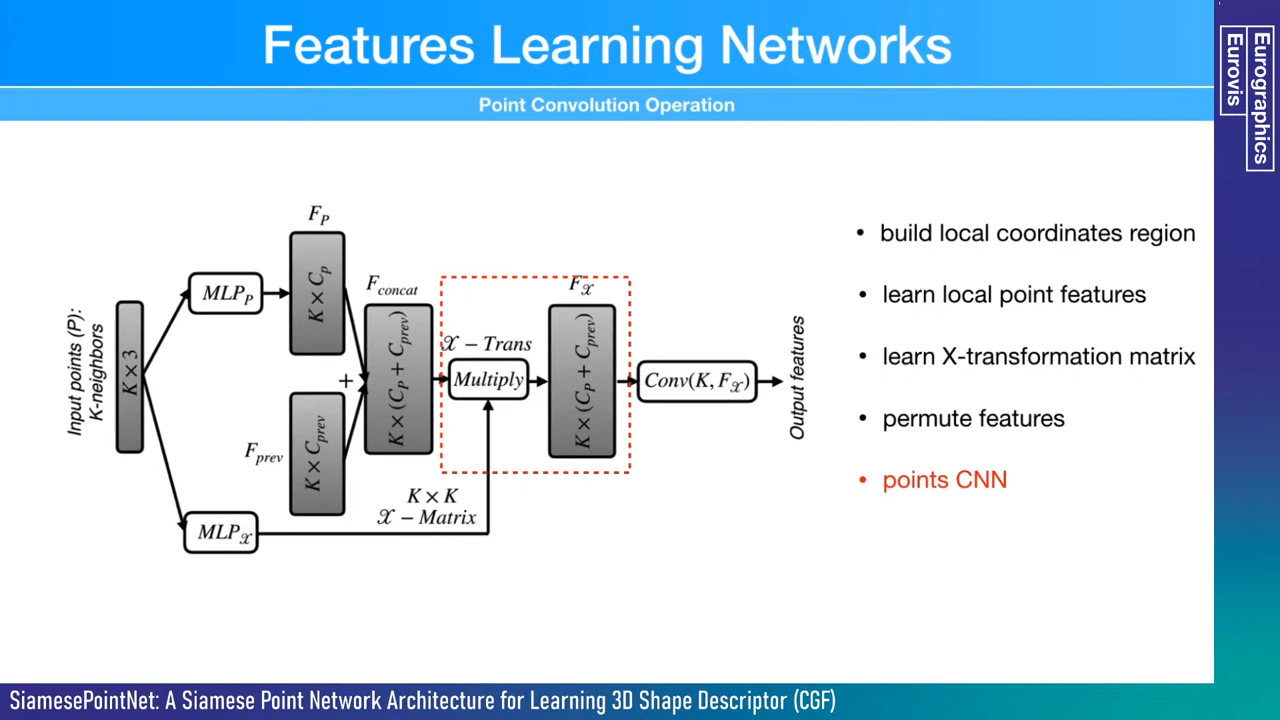 Features Learning Networks
Point Convolution Operation
Eurographics
Eurovis
Input points (P):
K-neighbors
K × 3
MLP_P
F_P
K × C_p
F_prev
K × C_prev
+
F_concat
K × (C_P + C_prev)
𝒳 − Trans
Multiply
F_𝒳
K × (C_P + C_prev)
Conv(K, F_𝒳)
Output features
MLP_𝒳
K × K
𝒳 − Matrix
• build local coordinates region
• learn local point features
• learn X-transformation matrix
• permute features
• points CNN
SiamesePointNet: A Siamese Point Network Architecture for Learning 3D Shape Descriptor (CGF)